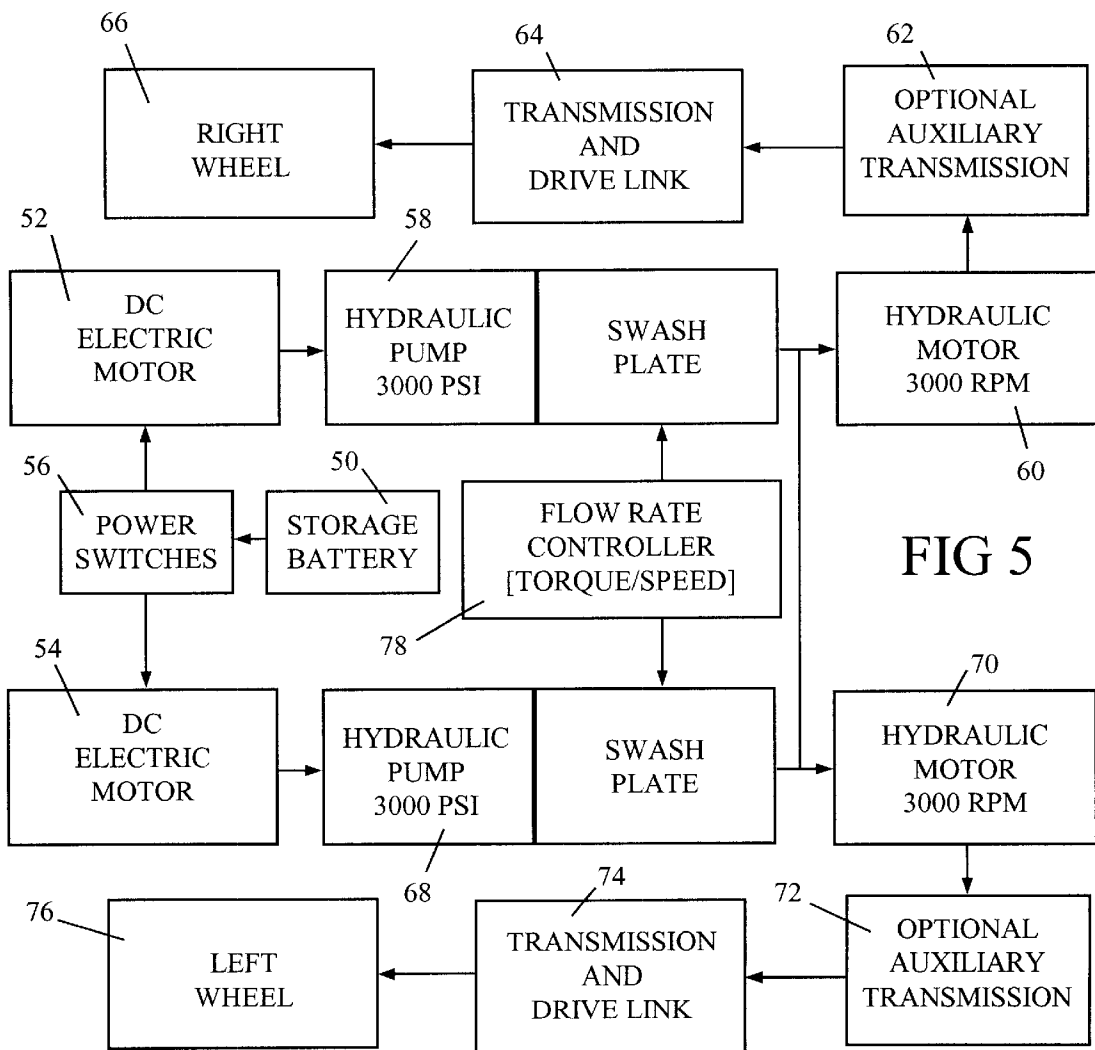 66
64
62
RIGHT
WHEEL
TRANSMISSION
AND
DRIVE LINK
OPTIONAL
AUXILIARY
TRANSMISSION
52
58
DC
ELECTRIC
MOTOR
HYDRAULIC
PUMP
3000 PSI
SWASH
PLATE
HYDRAULIC
MOTOR
3000 RPM
60
56
50
POWER
SWITCHES
STORAGE
BATTERY
FLOW RATE
CONTROLLER
[TORQUE/SPEED]
78
FIG 5
54
70
DC
ELECTRIC
MOTOR
HYDRAULIC
PUMP
3000 PSI
68
SWASH
PLATE
HYDRAULIC
MOTOR
3000 RPM
76
74
72
LEFT
WHEEL
TRANSMISSION
AND
DRIVE LINK
OPTIONAL
AUXILIARY
TRANSMISSION